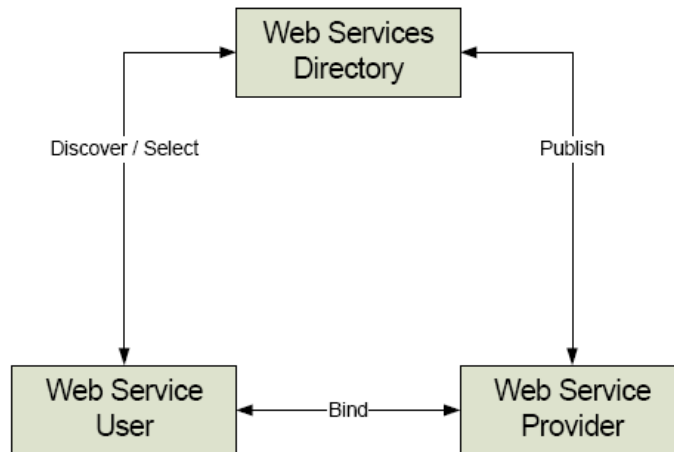 Web Services
Directory
Discover / Select
Publish
Web Service
User
Bind
Web Service
Provider